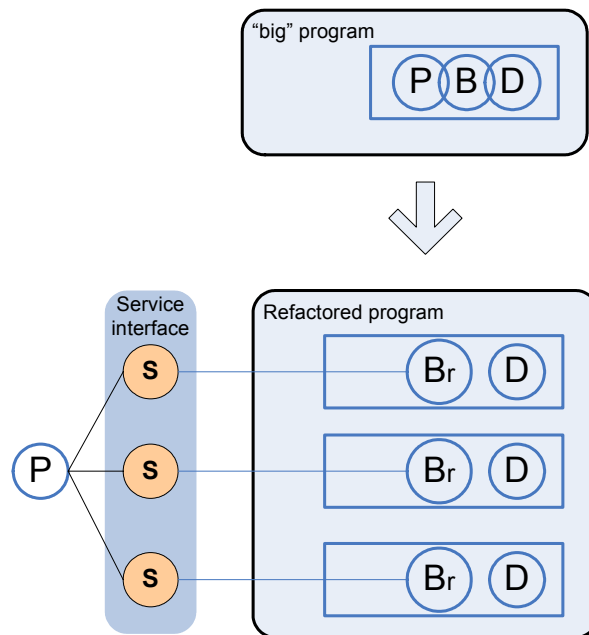 “big” program
P B D
Service
interface
Refactored program
S
Br D
P
S
Br D
S
Br D